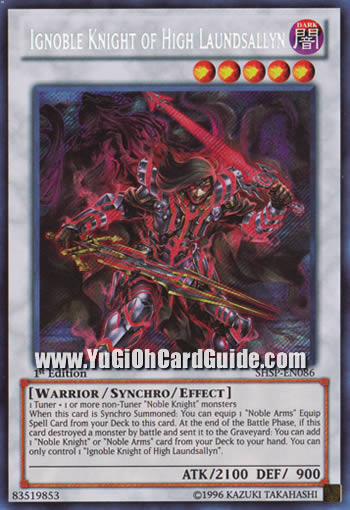 Ignoble Knight of High Laundsallyn
DARK
闇
www.YuGiOhCardGuide.com
1st Edition
SHSP-EN086
[Warrior/Synchro/Effect]
1 Tuner + 1 or more non-Tuner "Noble Knight" monsters
When this card is Synchro Summoned: You can equip 1 "Noble Arms" Equip
Spell Card from your Deck to this card. At the end of the Battle Phase, if this
card destroyed a monster by battle and sent it to the Graveyard: You can add
1 "Noble Knight" or "Noble Arms" card from your Deck to your hand. You can
only control 1 "Ignoble Knight of High Laundsallyn".
ATK/2100 DEF/ 900
83519853
©1996 KAZUKI TAKAHASHI